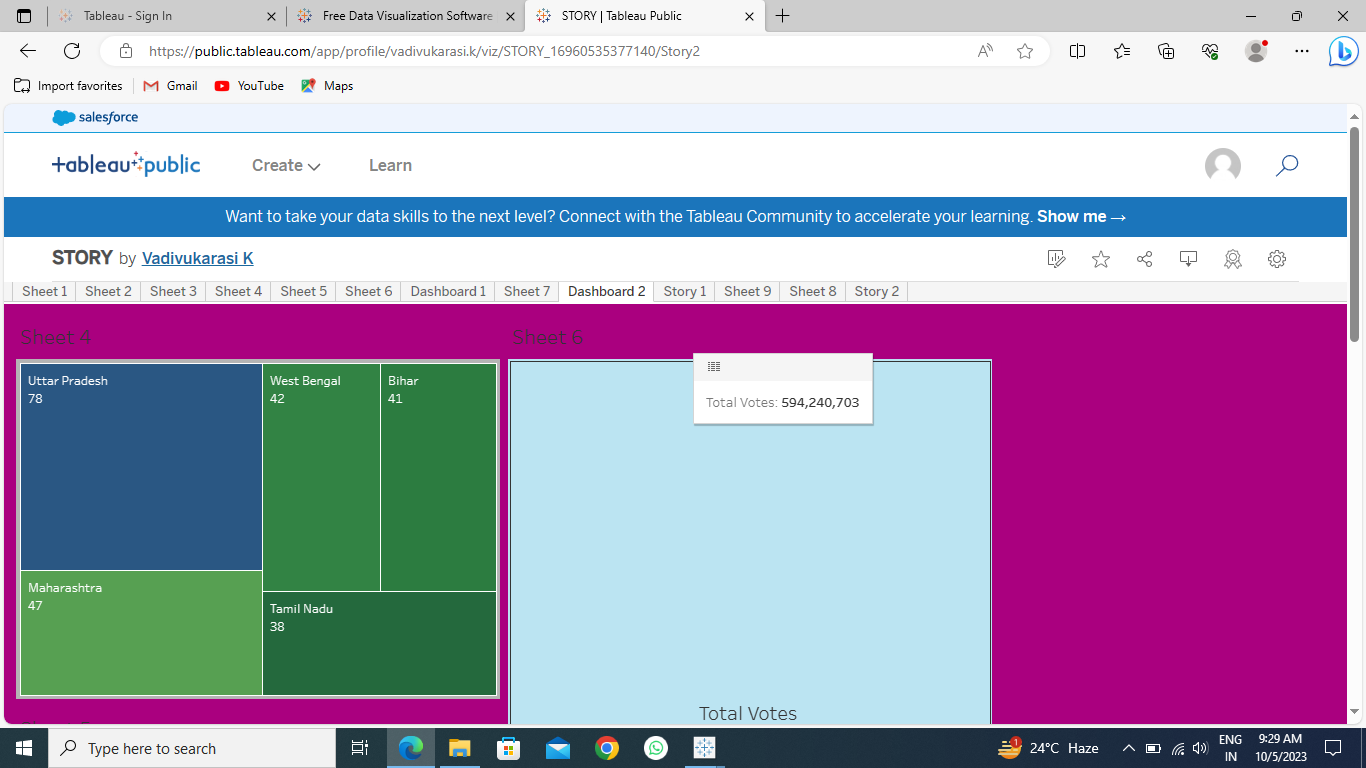 Tableau - Sign In
Free Data Visualization Software
STORY | Tableau Public
https://public.tableau.com/app/profile/vadivukarasi.k/viz/STORY_16960535377140/Story2
Import favorites
Gmail
YouTube
Maps
salesforce
tableau public
Create
Learn
Want to take your data skills to the next level? Connect with the Tableau Community to accelerate your learning. Show me →
STORY by Vadivukarasi K
Sheet 1
Sheet 2
Sheet 3
Sheet 4
Sheet 5
Sheet 6
Dashboard 1
Sheet 7
Dashboard 2
Story 1
Sheet 9
Sheet 8
Story 2
Sheet 4
Sheet 6
Uttar Pradesh
78
West Bengal
42
Bihar
41
Maharashtra
47
Tamil Nadu
38
Total Votes: 594,240,703
Total Votes
Type here to search
1
24°C Haze
ENG
IN
9:29 AM
10/5/2023